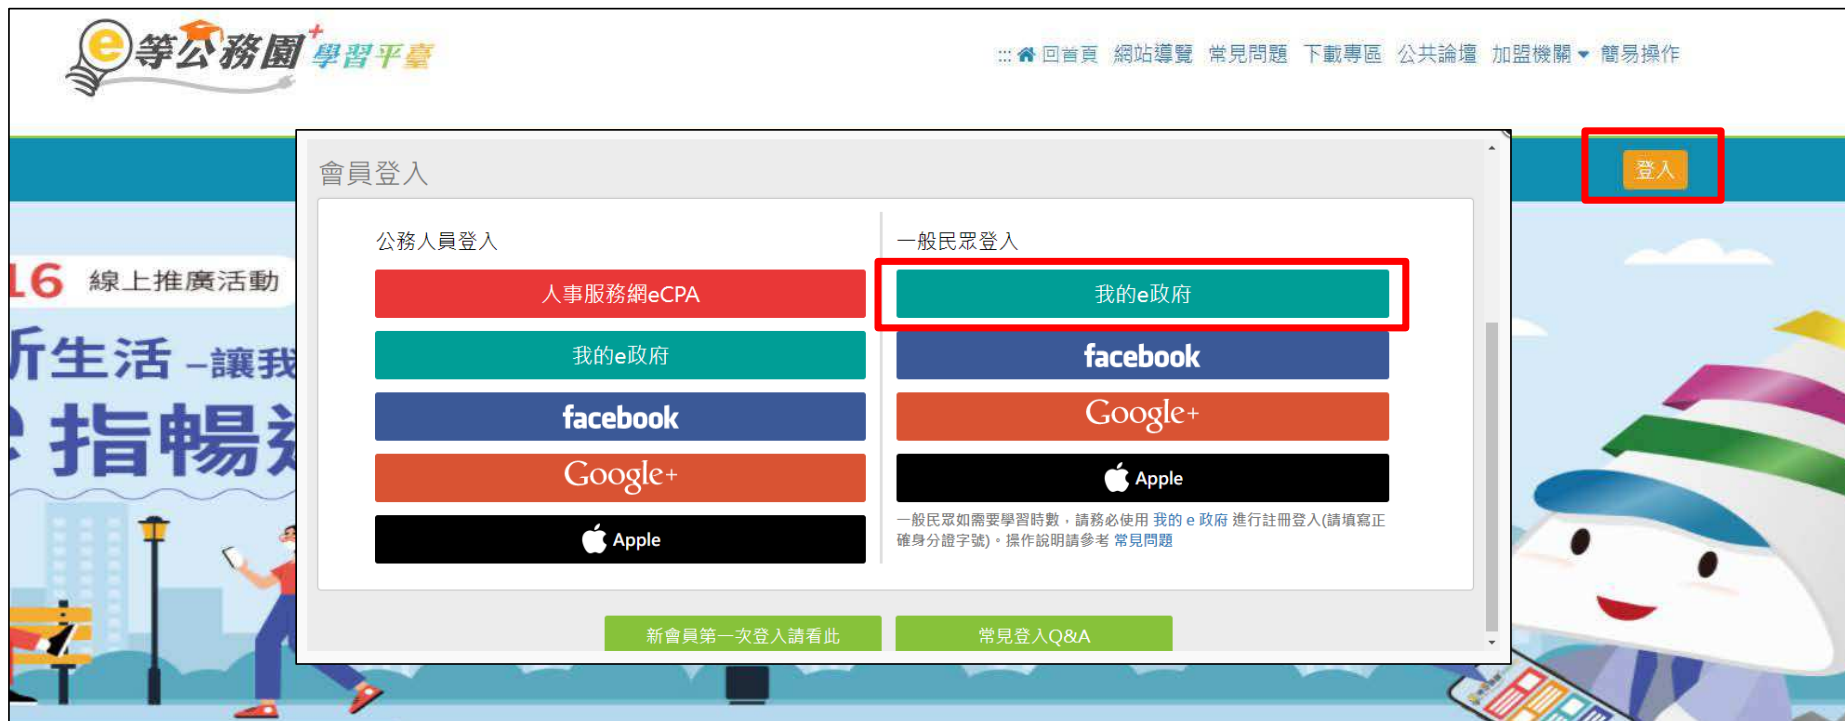 e等公務園+學習平臺
::: 回首頁 網站導覽 常見問題 下載專區 公共論壇 加盟機關 簡易操作
登入
會員登入
公務人員登入
人事服務網eCPA
我的e政府
facebook
Google+
Apple
一般民眾登入
我的e政府
facebook
Google+
Apple
一般民眾如需要學習時數,請務必使用 我的 e 政府 進行註冊登入(請填寫正
確身分證字號)。操作說明請參考 常見問題
新會員第一次登入請看此
常見登入Q&A
16 線上推廣活動
生活 –讓我
指暢